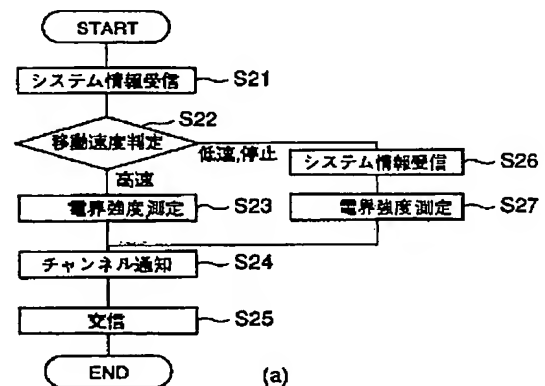 START
システム情報受信 S21
S22
移動速度判定
低速,停止
高速
システム情報受信 S26
電界強度測定 S23
電界強度測定 S27
チャンネル通知 S24
交信 S25
END
(a)